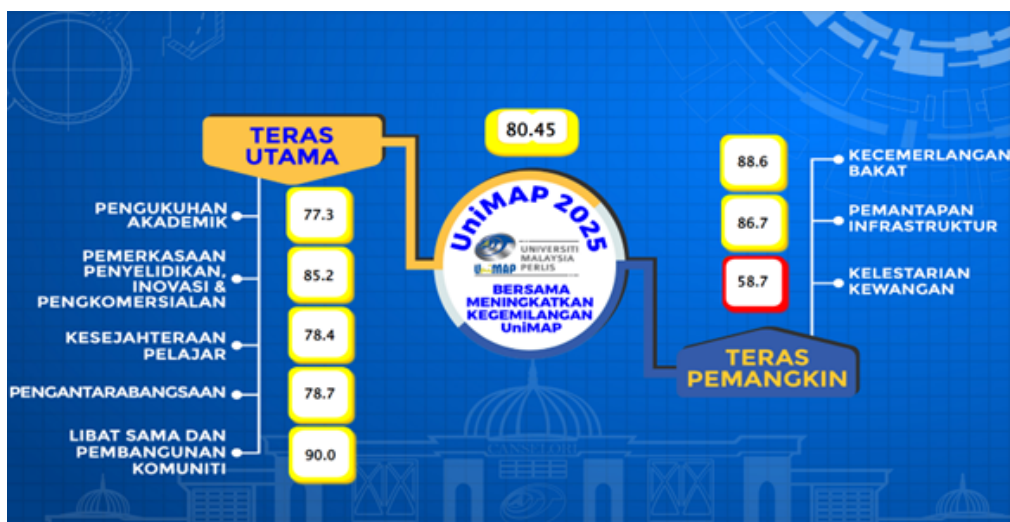 80.45
TERAS
UTAMA
PENGUKUHAN
AKADEMIK
77.3
PEMERKASAAN
PENYELIDIKAN,
INOVASI &
PENGKOMERSIALAN
85.2
KESEJAHTERAAN
PELAJAR
78.4
PENGANTARABANGSAAN
78.7
LIBAT SAMA DAN
PEMBANGUNAN
KOMUNITI
90.0
UniMAP 2025
UNIVERSITI
MALAYSIA
PERLIS
UniMAP
BERSAMA
MENINGKATKAN
KEGEMILANGAN
UniMAP
88.6
KECEMERLANGAN
BAKAT
86.7
PEMANTAPAN
INFRASTRUKTUR
58.7
KELESTARIAN
KEWANGAN
TERAS
PEMANGKIN
CANSELORI